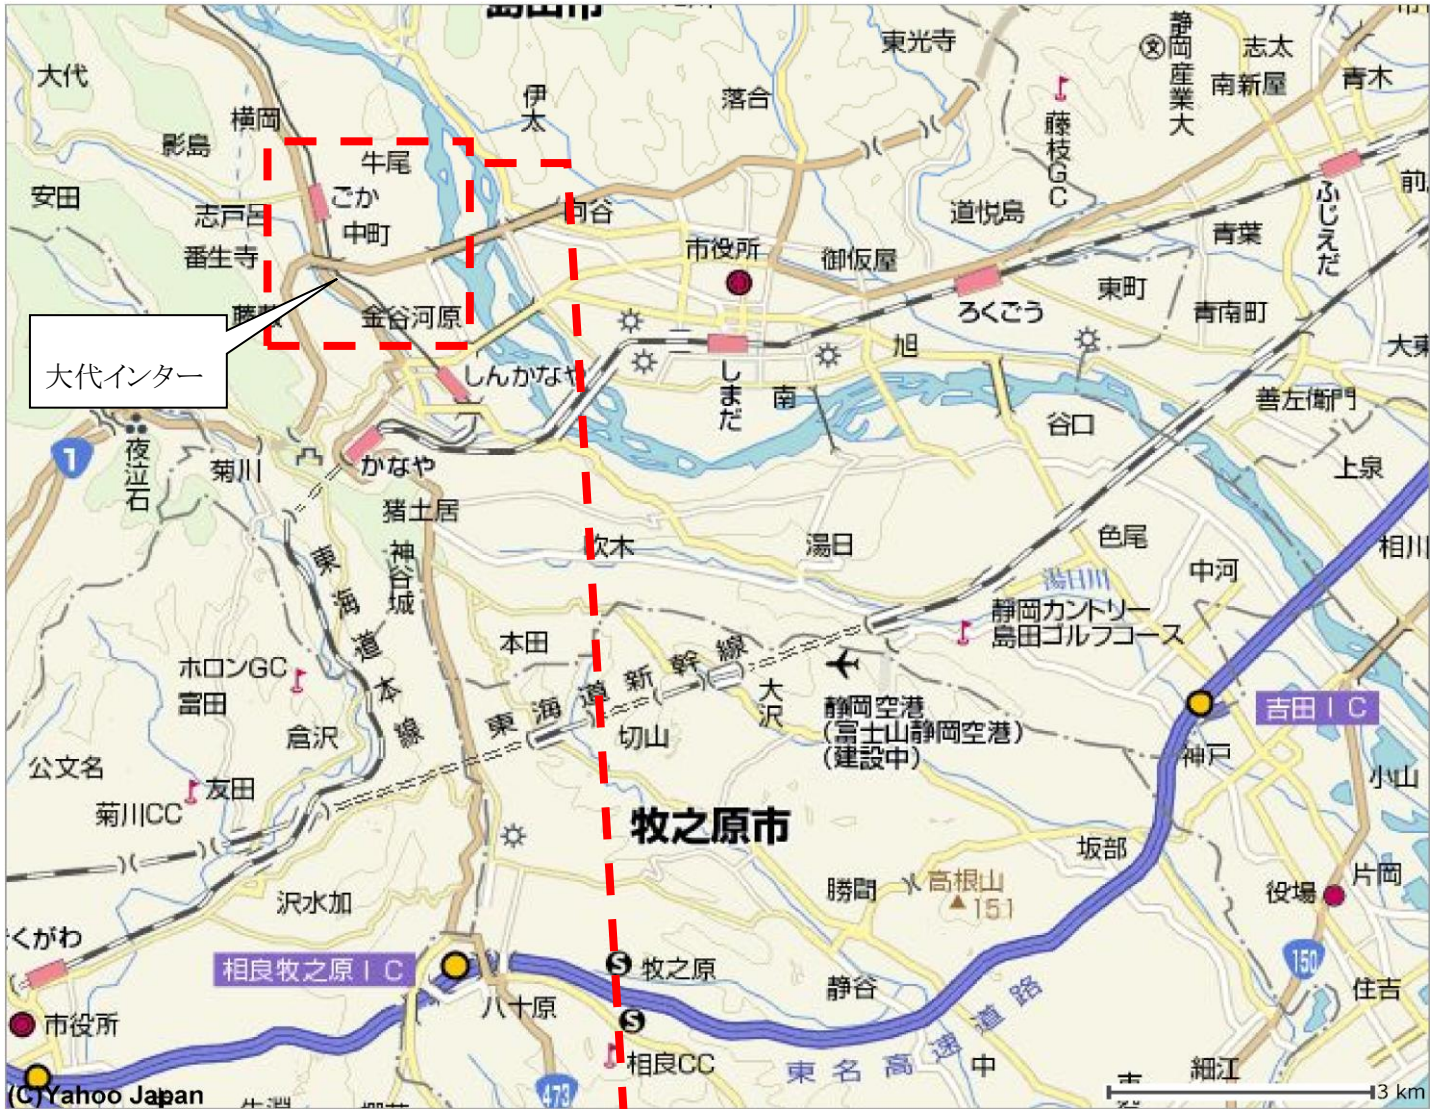 島田市
東光寺
静岡産業大
志太
南新屋
青木
大代
伊太
落合
藤枝GC
横岡
影島
牛尾
安田
ごか
志戸呂
中町
河谷
道悦島
ふじえだ
前
青葉
番生寺
市役所
御仮屋
東町
ろくごう
青南町
金谷河原
旭
大東
大代インター
しんかなや
しまだ
南
善左衛門
谷口
1
夜泣石
菊川
かなや
上泉
猪土居
吹木
湯日
色尾
相川
東海道本線
神谷城
湯日川
中河
静岡カントリー
島田ゴルフコース
本田
ホロンGC
富田
東海道新幹線
大沢
静岡空港
(富士山静岡空港)
(建設中)
吉田IC
倉沢
切山
神戸
公文名
友田
菊川CC
小山
牧之原市
坂部
勝間
高根山
151
片岡
役場
沢水加
くがわ
相良牧之原IC
S 牧之原
150
静谷
住吉
八十原
市役所
S
相良CC
東名高速道路
中
細江
473
(C)Yahoo Japan
3 km